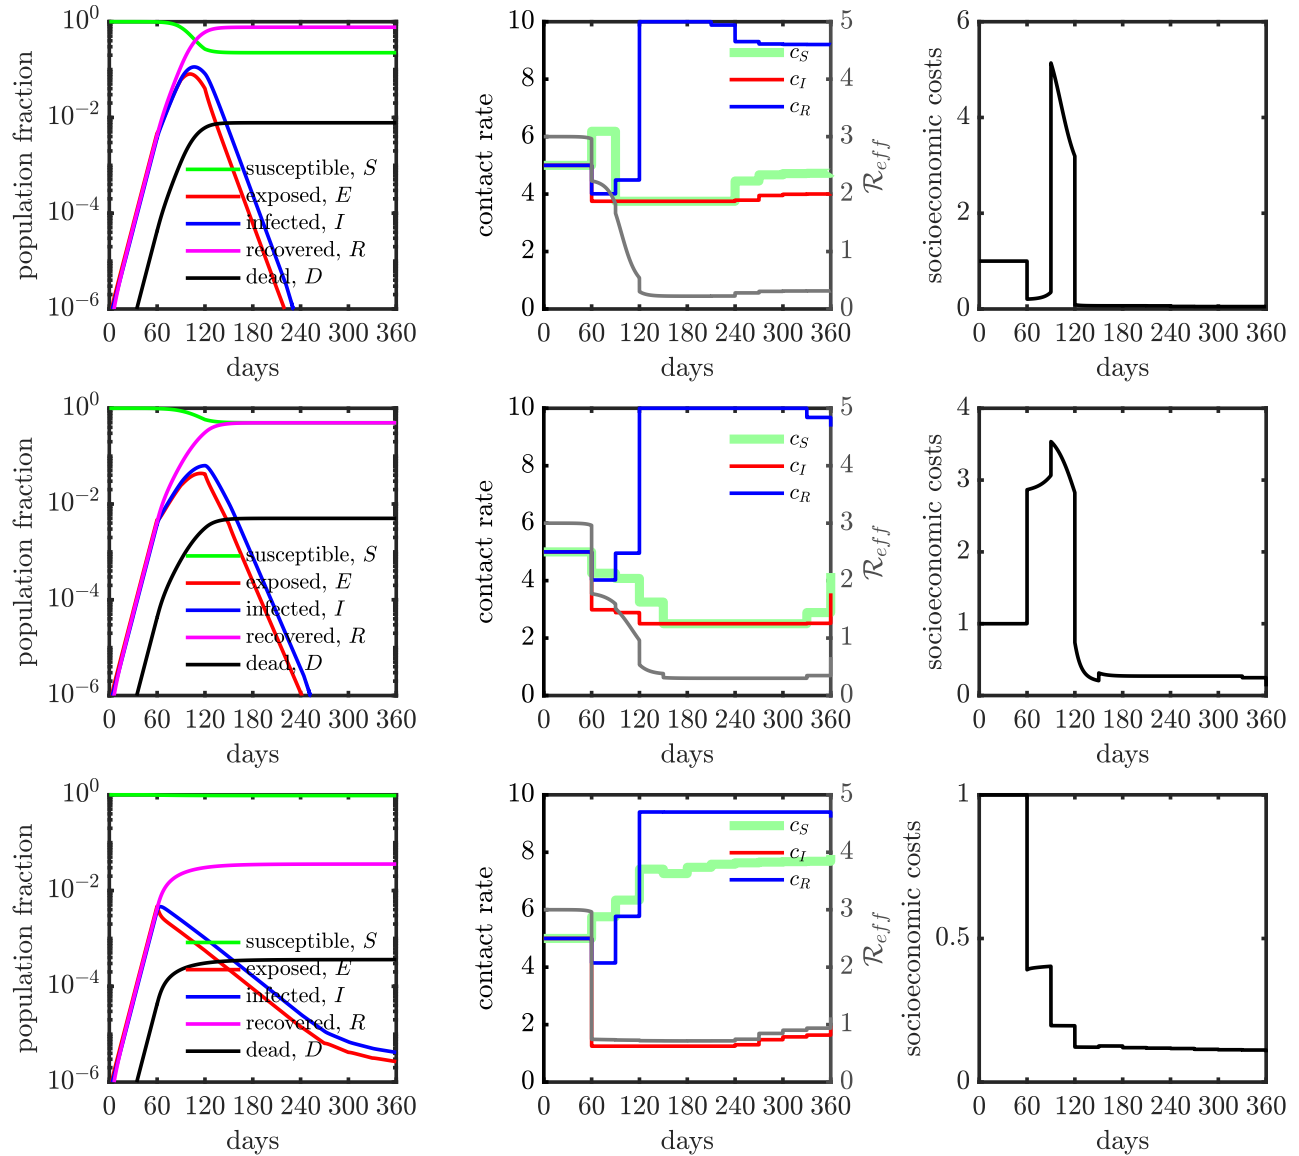 population fraction
10^0
10^-2
10^-4
10^-6
susceptible, S
exposed, E
infected, I
recovered, R
dead, D
0 60 120 180 240 300 360
days
contact rate
10
8
6
4
2
0
c_S
c_I
c_R
5
4
3
2
1
0
R_eff
0 60 120 180 240 300 360
days
socioeconomic costs
6
4
2
0
0 60 120 180 240 300 360
days
population fraction
10^0
10^-2
10^-4
10^-6
susceptible, S
exposed, E
infected, I
recovered, R
dead, D
0 60 120 180 240 300 360
days
contact rate
10
8
6
4
2
0
c_S
c_I
c_R
5
4
3
2
1
0
R_eff
0 60 120 180 240 300 360
days
socioeconomic costs
4
3
2
1
0
0 60 120 180 240 300 360
days
population fraction
10^0
10^-2
10^-4
10^-6
susceptible, S
exposed, E
infected, I
recovered, R
dead, D
0 60 120 180 240 300 360
days
contact rate
10
8
6
4
2
0
c_S
c_I
c_R
5
4
3
2
1
0
R_eff
0 60 120 180 240 300 360
days
socioeconomic costs
1
0.5
0
0 60 120 180 240 300 360
days